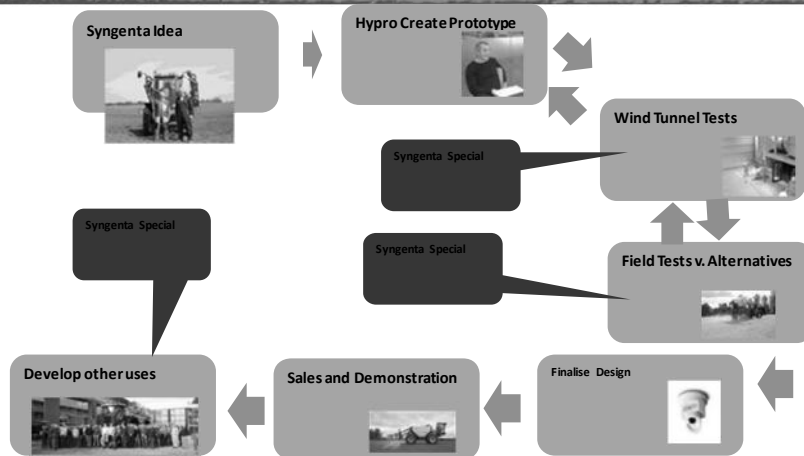 Syngenta Idea
Hypro Create Prototype
Wind Tunnel Tests
Syngenta Special
Syngenta Special
Syngenta Special
Field Tests v. Alternatives
Finalise Design
Sales and Demonstration
Develop other uses